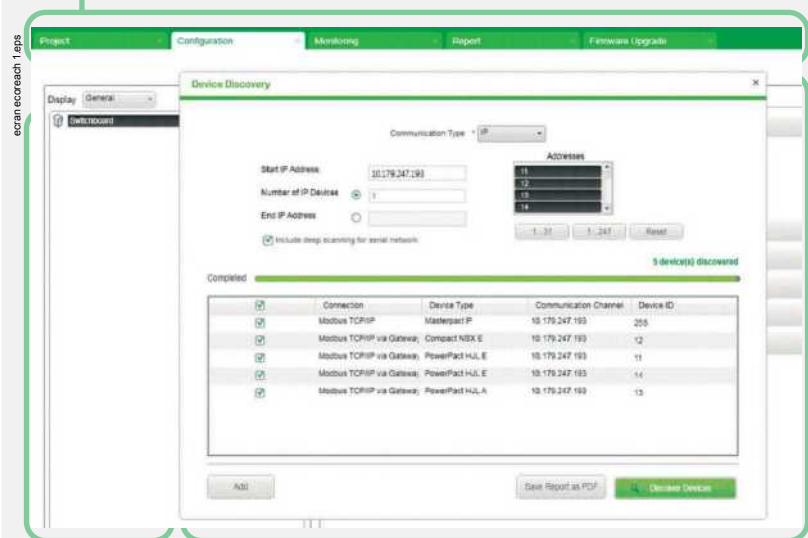 ecran ecoreach 1.eps
Project Configuration Monitoring Report Firmware Upgrade
Device Discovery ×
Display General
Switchboard
Communication Type * IP
Addresses
Start IP Address 10.179.247.193
11
12
13
14
Number of IP Devices 1
End IP Address
1...31 1...247 Reset
Include deep scanning for serial network
5 device(s) discovered
Completed
Connection Device Type Communication Channel Device ID
Modbus TCP/IP Masterpact IP 10.179.247.193 255
Modbus TCP/IP via Gateway Compact NSX E 10.179.247.193 12
Modbus TCP/IP via Gateway PowerPact HJL E 10.179.247.193 11
Modbus TCP/IP via Gateway PowerPact HJL E 10.179.247.193 14
Modbus TCP/IP via Gateway PowerPact HJL A 10.179.247.193 13
Add Save Report as PDF Discover Devices